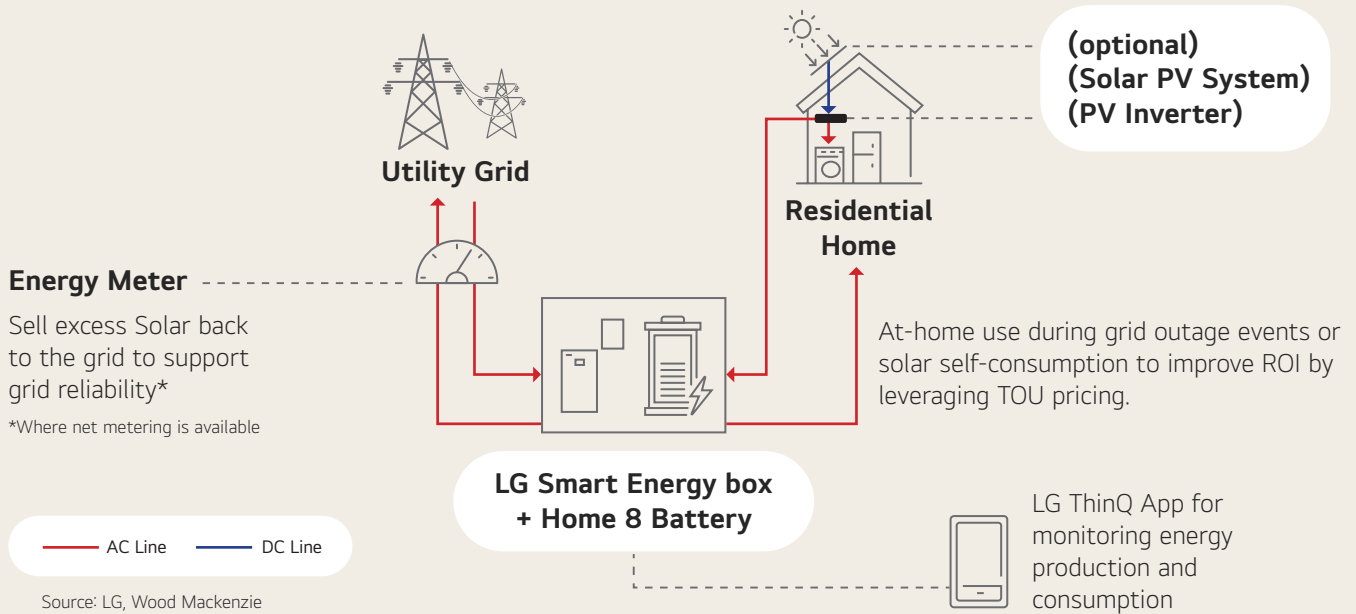 (optional)
(Solar PV System)
(PV Inverter)
Utility Grid
Residential
Home
Energy Meter
Sell excess Solar back
to the grid to support
grid reliability*
*Where net metering is available
At-home use during grid outage events or
solar self-consumption to improve ROI by
leveraging TOU pricing.
LG Smart Energy box
+ Home 8 Battery
LG ThinQ App for
monitoring energy
production and
consumption
AC Line
DC Line
Source: LG, Wood Mackenzie